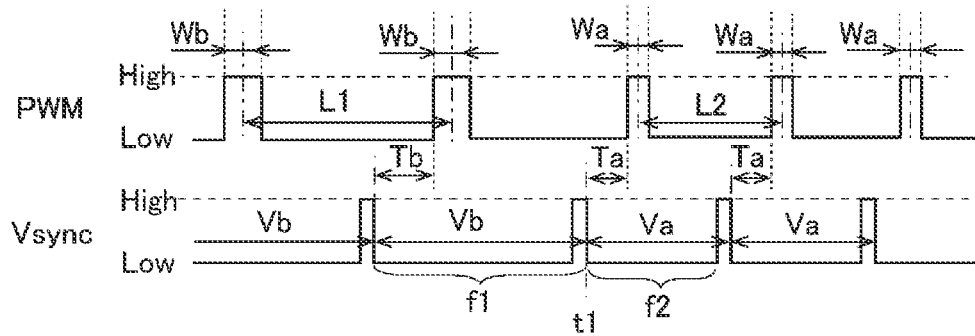 Wb Wb Wa Wa Wa
High
PWM L1 L2
Low
Tb Ta Ta
High
Vsync Vb Vb Va Va
Low
f1 f2
t1